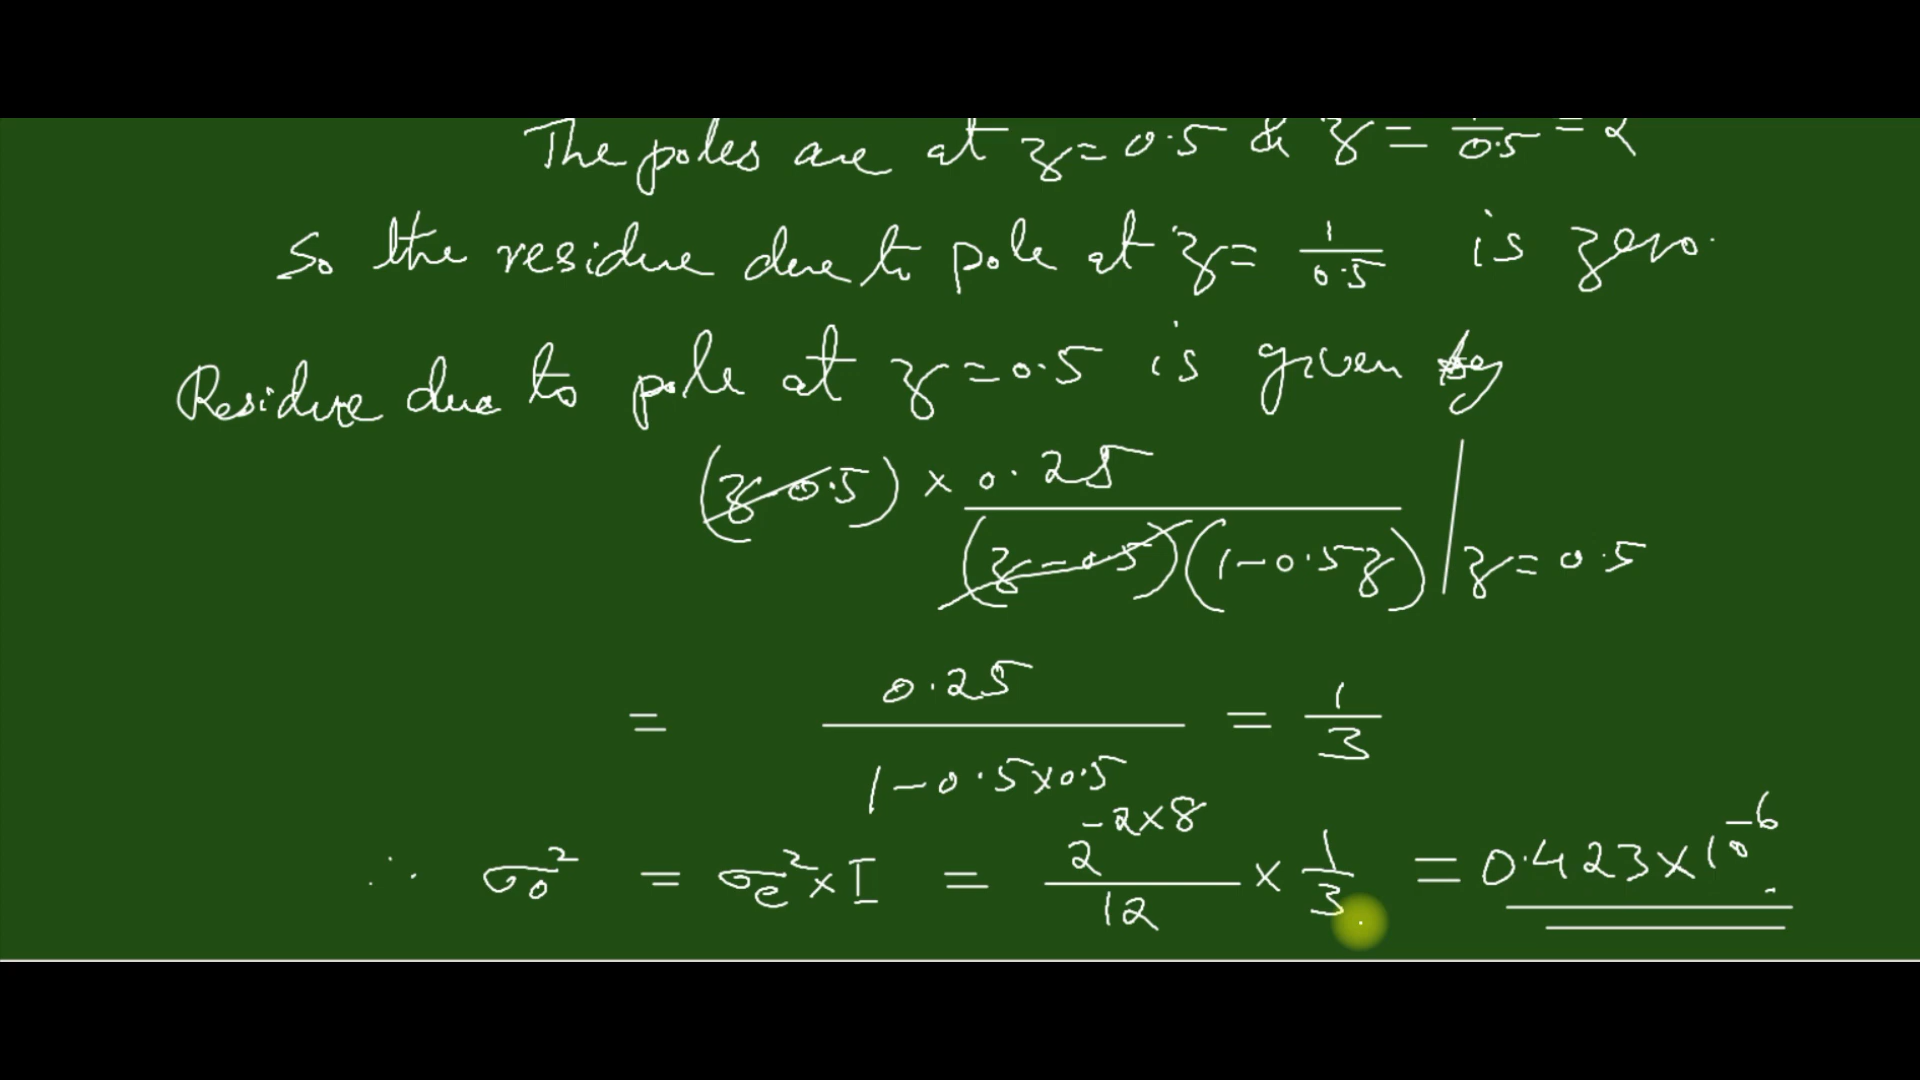 The poles are at z = 0.5 & z = 1/0.5 = 2
So the residue due to pole at z = 1/0.5 is zero.
Residue due to pole at z = 0.5 is given by
(z-0.5) × 0.25 / (z-0.5)(1-0.5z) | z = 0.5
= 0.25 / 1-0.5×0.5 = 1/3
∴ σ₀² = σₑ² × I = 2^-2×8 / 12 × 1/3 = 0.423×10^-6